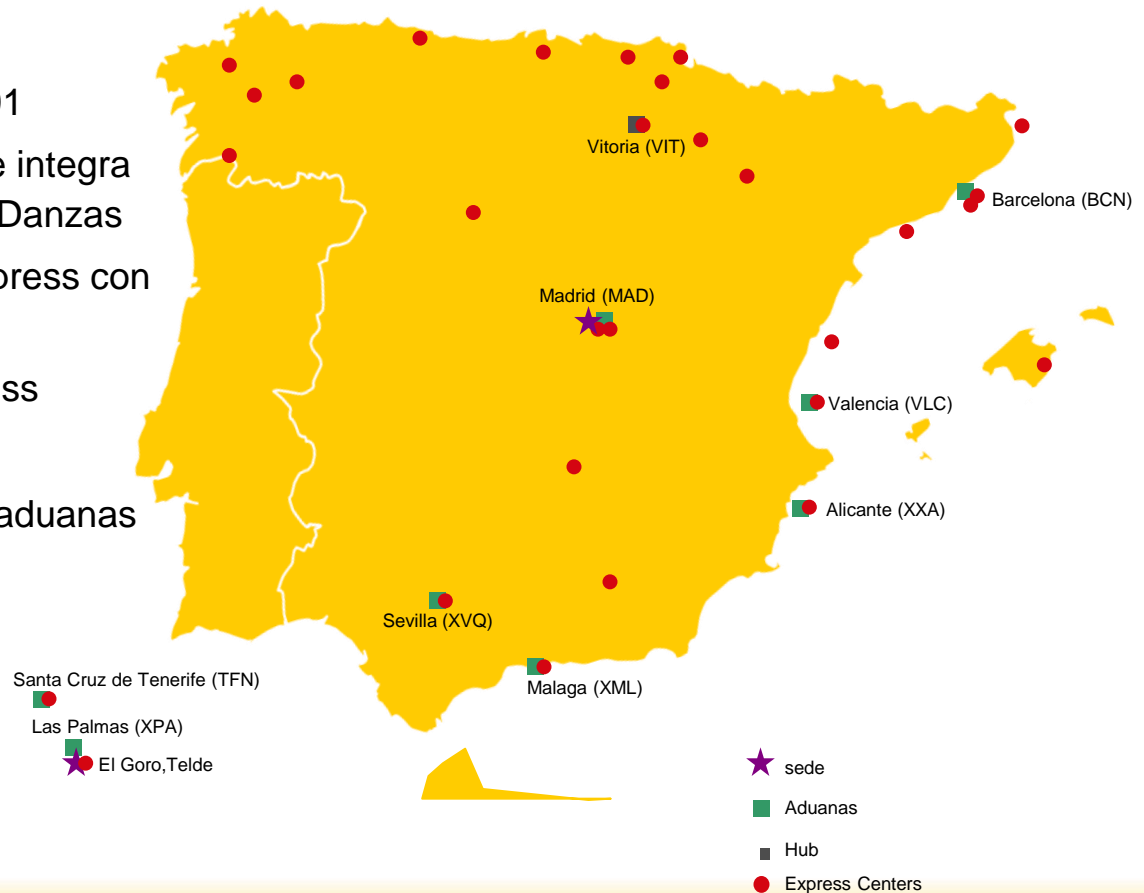 91
e integra
Danzas
press con
ss
aduanas
Vitoria (VIT)
Barcelona (BCN)
Madrid (MAD)
Valencia (VLC)
Alicante (XXA)
Sevilla (XVQ)
Malaga (XML)
Santa Cruz de Tenerife (TFN)
Las Palmas (XPA)
El Goro,Telde
sede
Aduanas
Hub
Express Centers